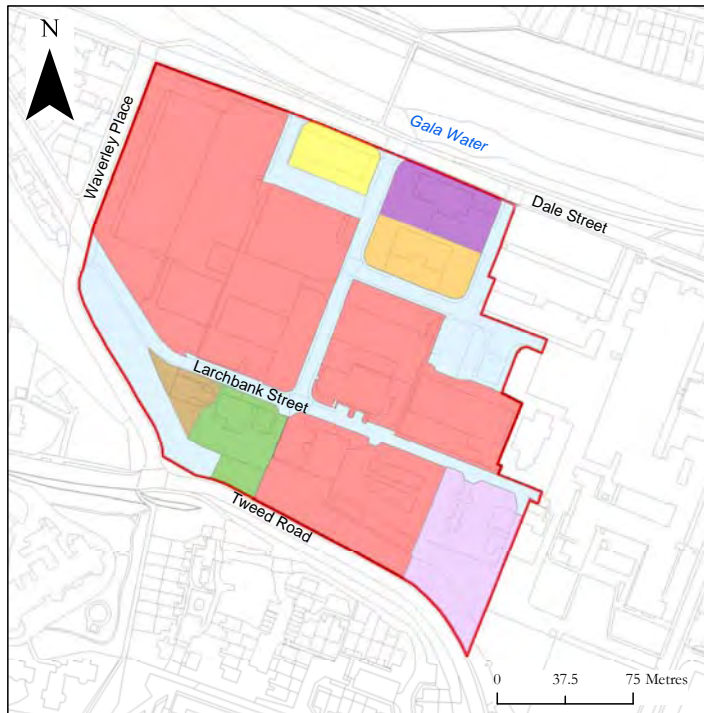 N
Waverley Place
Gala Water
Dale Street
Larchbank Street
Tweed Road
0 37.5 75 Metres